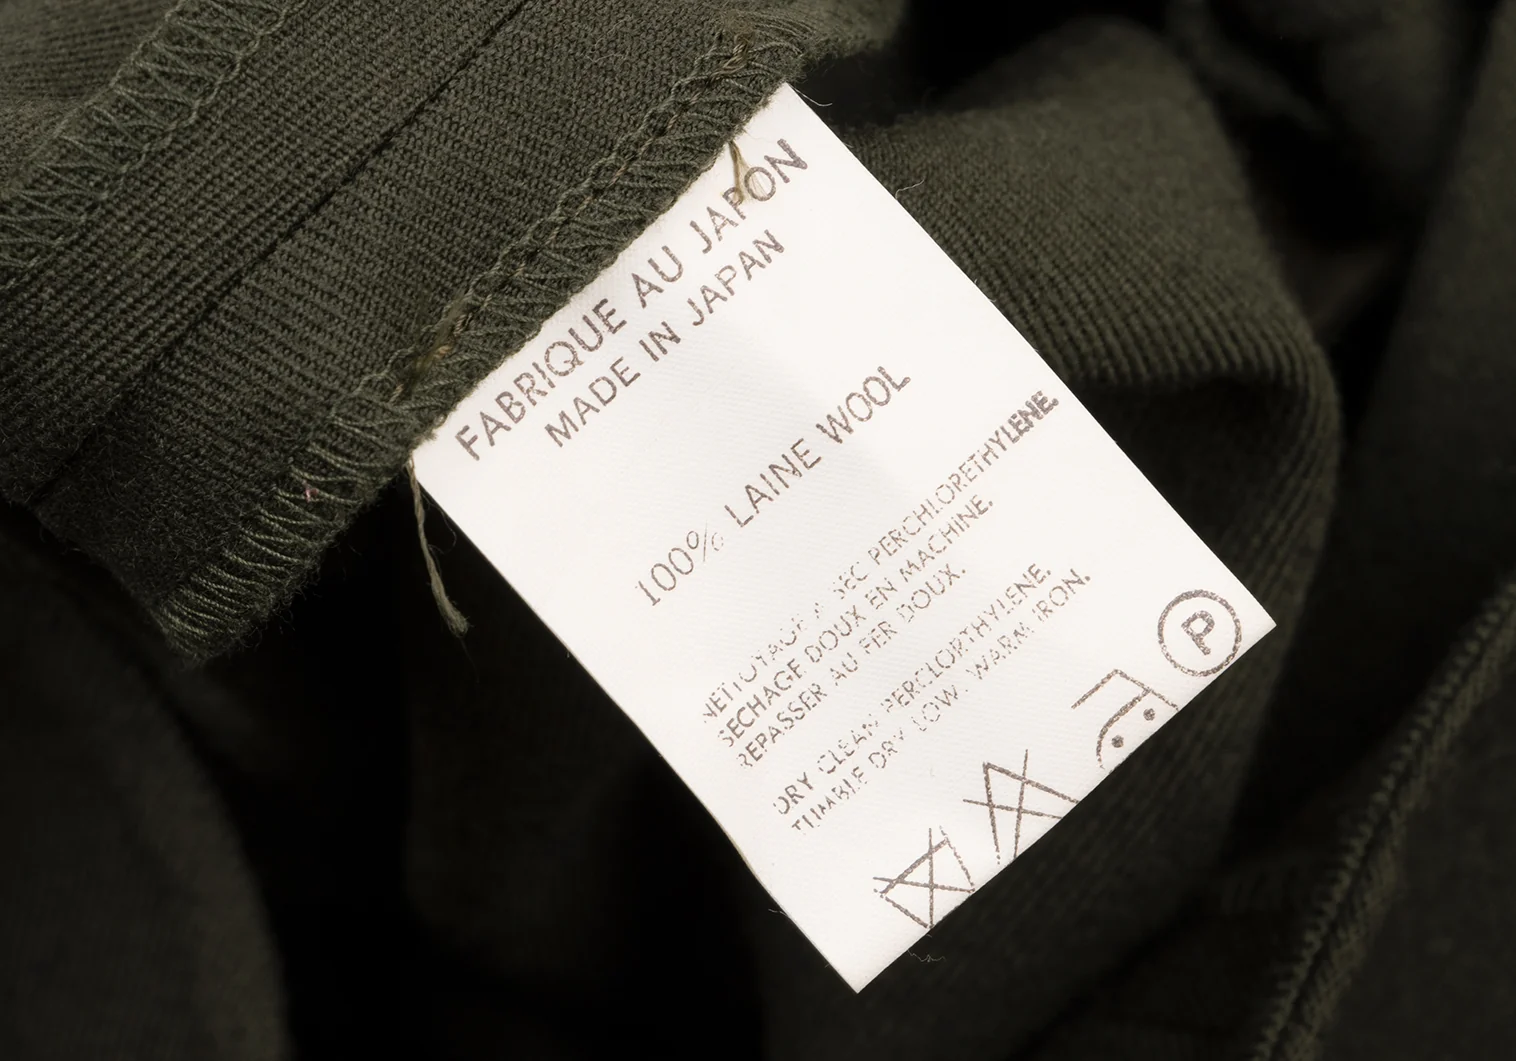 FABRIQUE AU JAPON
MADE IN JAPAN
100% LAINE WOOL
NETTOYAGE A SEC PERCHLORETHYLENE.
SECHAGE DOUX EN MACHINE.
REPASSER AU FER DOUX.
DRY CLEAN PERCLORTHYLENE.
TUMBLE DRY LOW. WARM IRON.
P